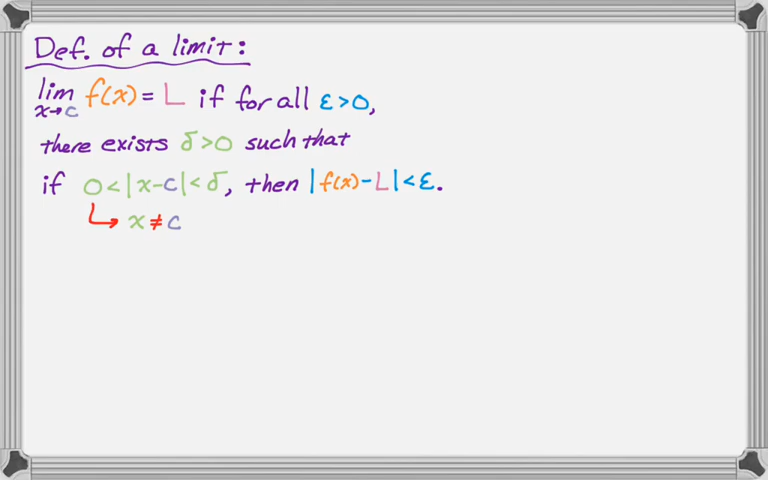 Def. of a limit:
lim x→c f(x) = L if for all ε>0,
there exists δ>0 such that
if 0<|x-c|<δ, then |f(x)-L|<ε.
↳ x≠c